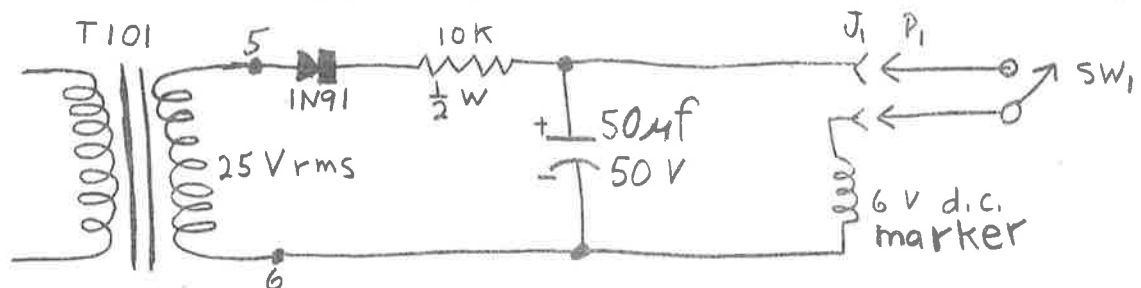 T101
5
1N91
10K
1/2 W
25 V rms
+
50μf
-
50 V
6
J1
P1
SW1
6 V d.c.
marker